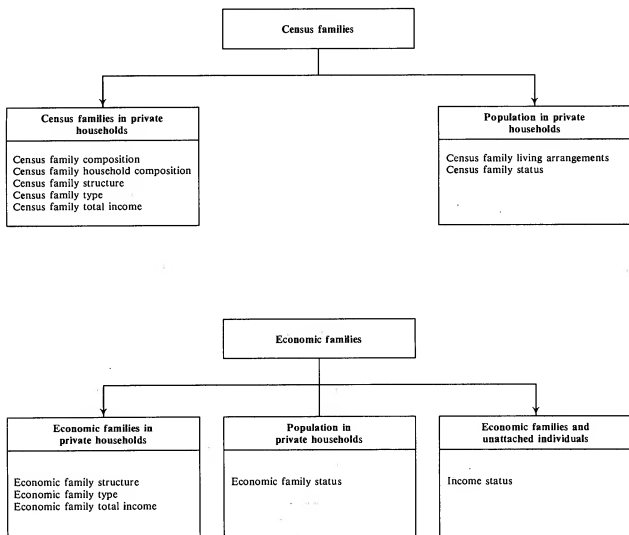 Census families
Census families in private
households
Census family composition
Census family household composition
Census family structure
Census family type
Census family total income
Population in private
households
Census family living arrangements
Census family status
Economic families
Economic families in
private households
Economic family structure
Economic family type
Economic family total income
Population in
private households
Economic family status
Economic families and
unattached individuals
Income status